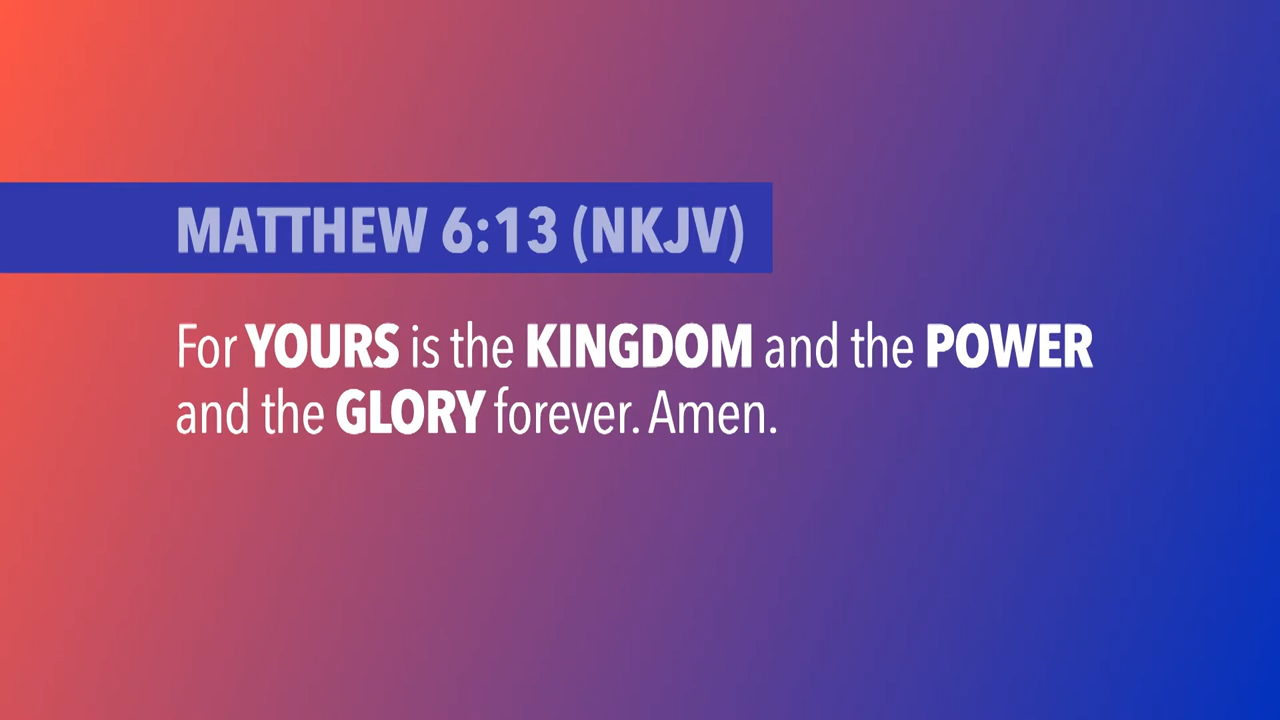 MATTHEW 6:13 (NKJV)
For YOURS is the KINGDOM and the POWER
and the GLORY forever. Amen.